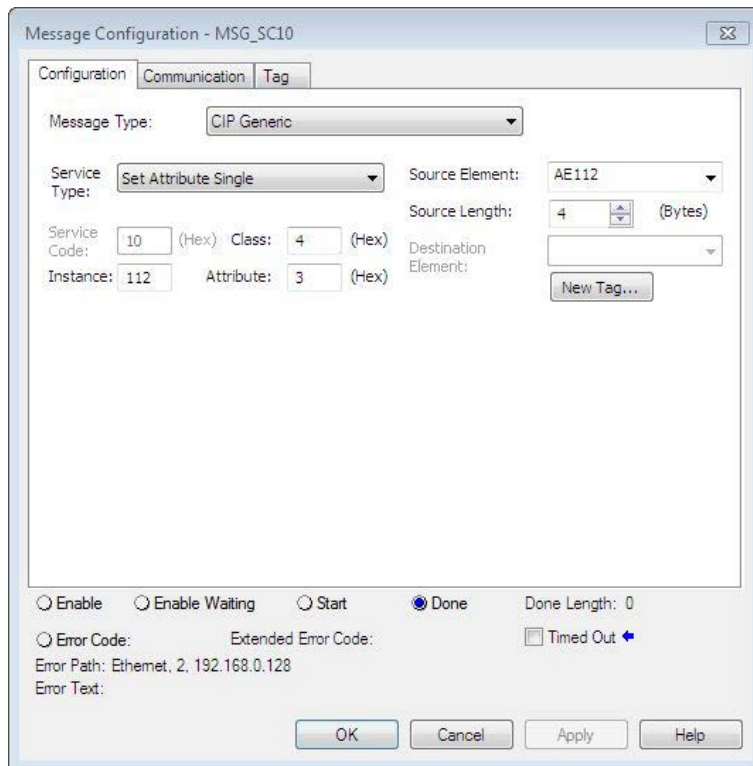 Message Configuration - MSG_SC10
Configuration Communication Tag
Message Type: CIP Generic
Service Type: Set Attribute Single
Source Element: AE112
Source Length: 4 (Bytes)
Service Code: 10 (Hex) Class: 4 (Hex)
Destination Element:
Instance: 112 Attribute: 3 (Hex)
New Tag...
Enable Enable Waiting Start Done Done Length: 0
Error Code: Extended Error Code: Timed Out
Error Path: Ethernet, 2, 192.168.0.128
Error Text:
OK Cancel Apply Help